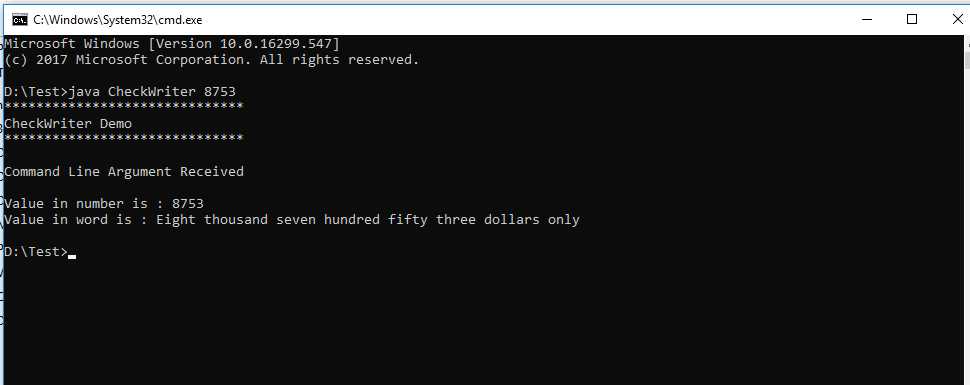 C:\Windows\System32\cmd.exe
Microsoft Windows [Version 10.0.16299.547]
(c) 2017 Microsoft Corporation. All rights reserved.
D:\Test>java CheckWriter 8753
******************************
CheckWriter Demo
******************************
Command Line Argument Received
Value in number is : 8753
Value in word is : Eight thousand seven hundred fifty three dollars only
D:\Test>